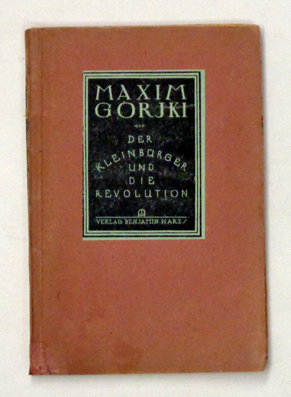 MAXIM
GORJKI
DER
KLEINBÜRGER
UND
DIE
REVOLUTION
VERLAG BENJAMIN HARZ